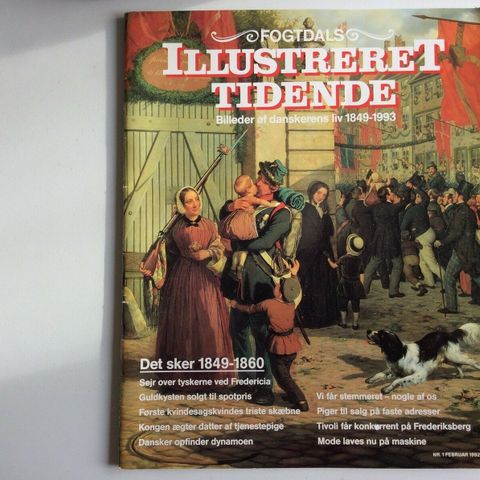 FOGTDALS
ILLUSTRERET
TIDENDE
Billeder af danskerens liv 1849-1993
Det sker 1849-1860
Sejr over tyskerne ved Fredericia
Guldkysten solgt til spotpris
Første kvindesagskvindes triste skæbne
Kongen ægter datter af tjenestepige
Dansker opfinder dynamoen
Vi får stemmeret – nogle af os
Piger til salg på faste adresser
Tivoli får konkurrent på Frederiksberg
Mode laves nu på maskine
NR. 1 FEBRUAR 1992